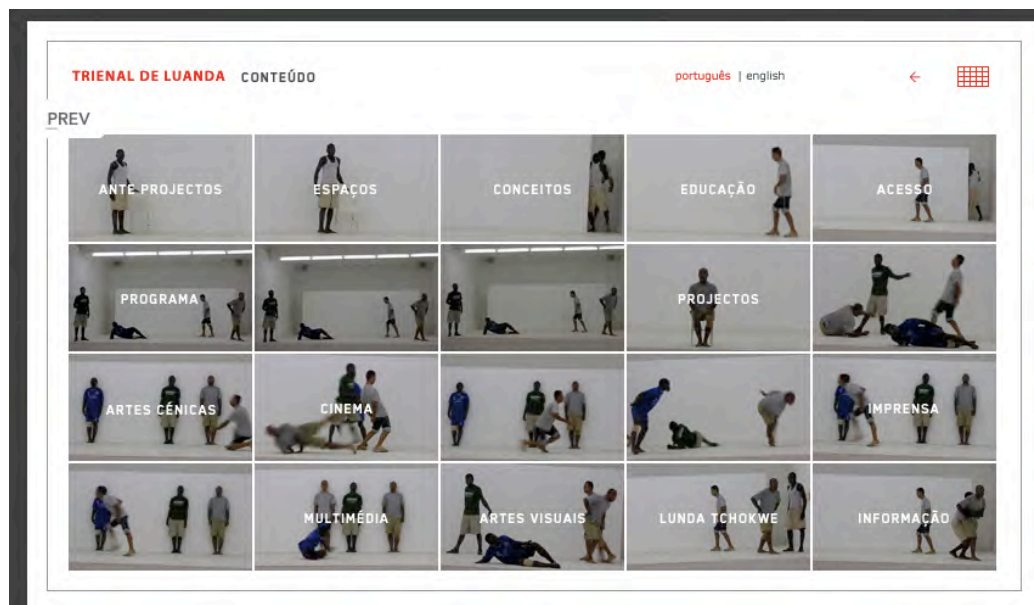 TRIENAL DE LUANDA CONTEÚDO português | english
PREV
ANTE PROJECTOS ESPAÇOS CONCEITOS EDUCAÇÃO ACESSO
PROGRAMA PROJECTOS
ARTES CÉNICAS CINEMA IMPRENSA
MULTIMÉDIA ARTES VISUAIS LUNDA TCHOKWE INFORMAÇÃO